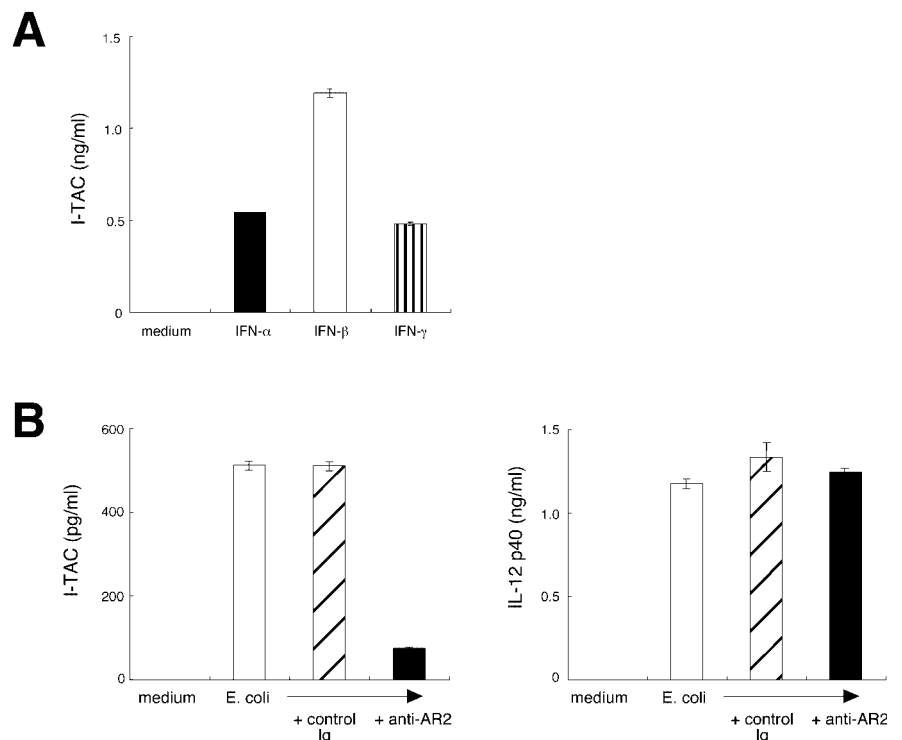 A
I-TAC (ng/ml)
1.5
1.0
0.5
0
medium IFN-α IFN-β IFN-γ
B
I-TAC (pg/ml)
600
400
200
0
medium E. coli
+ control + anti-AR2
Ig
IL-12 p40 (ng/ml)
1.5
1.0
0.5
0
medium E. coli
+ control + anti-AR2
Ig